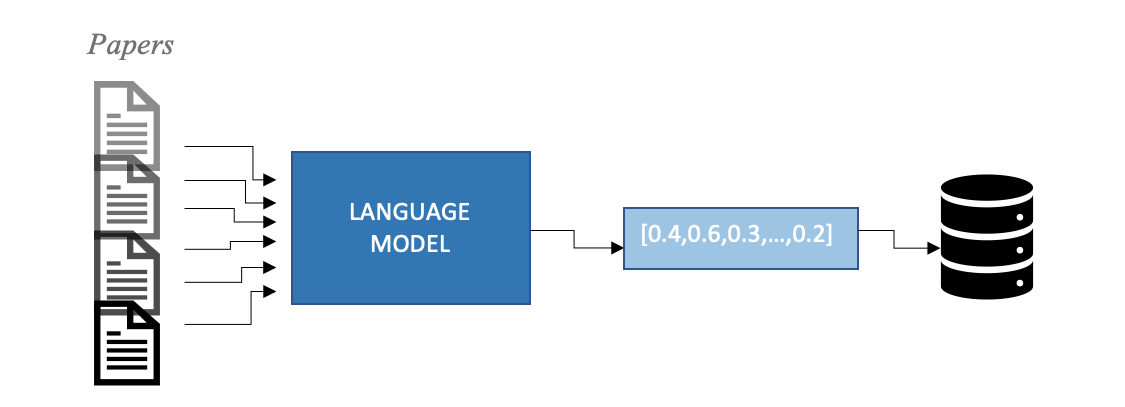 Papers
LANGUAGE
MODEL
[0.4,0.6,0.3,...,0.2]